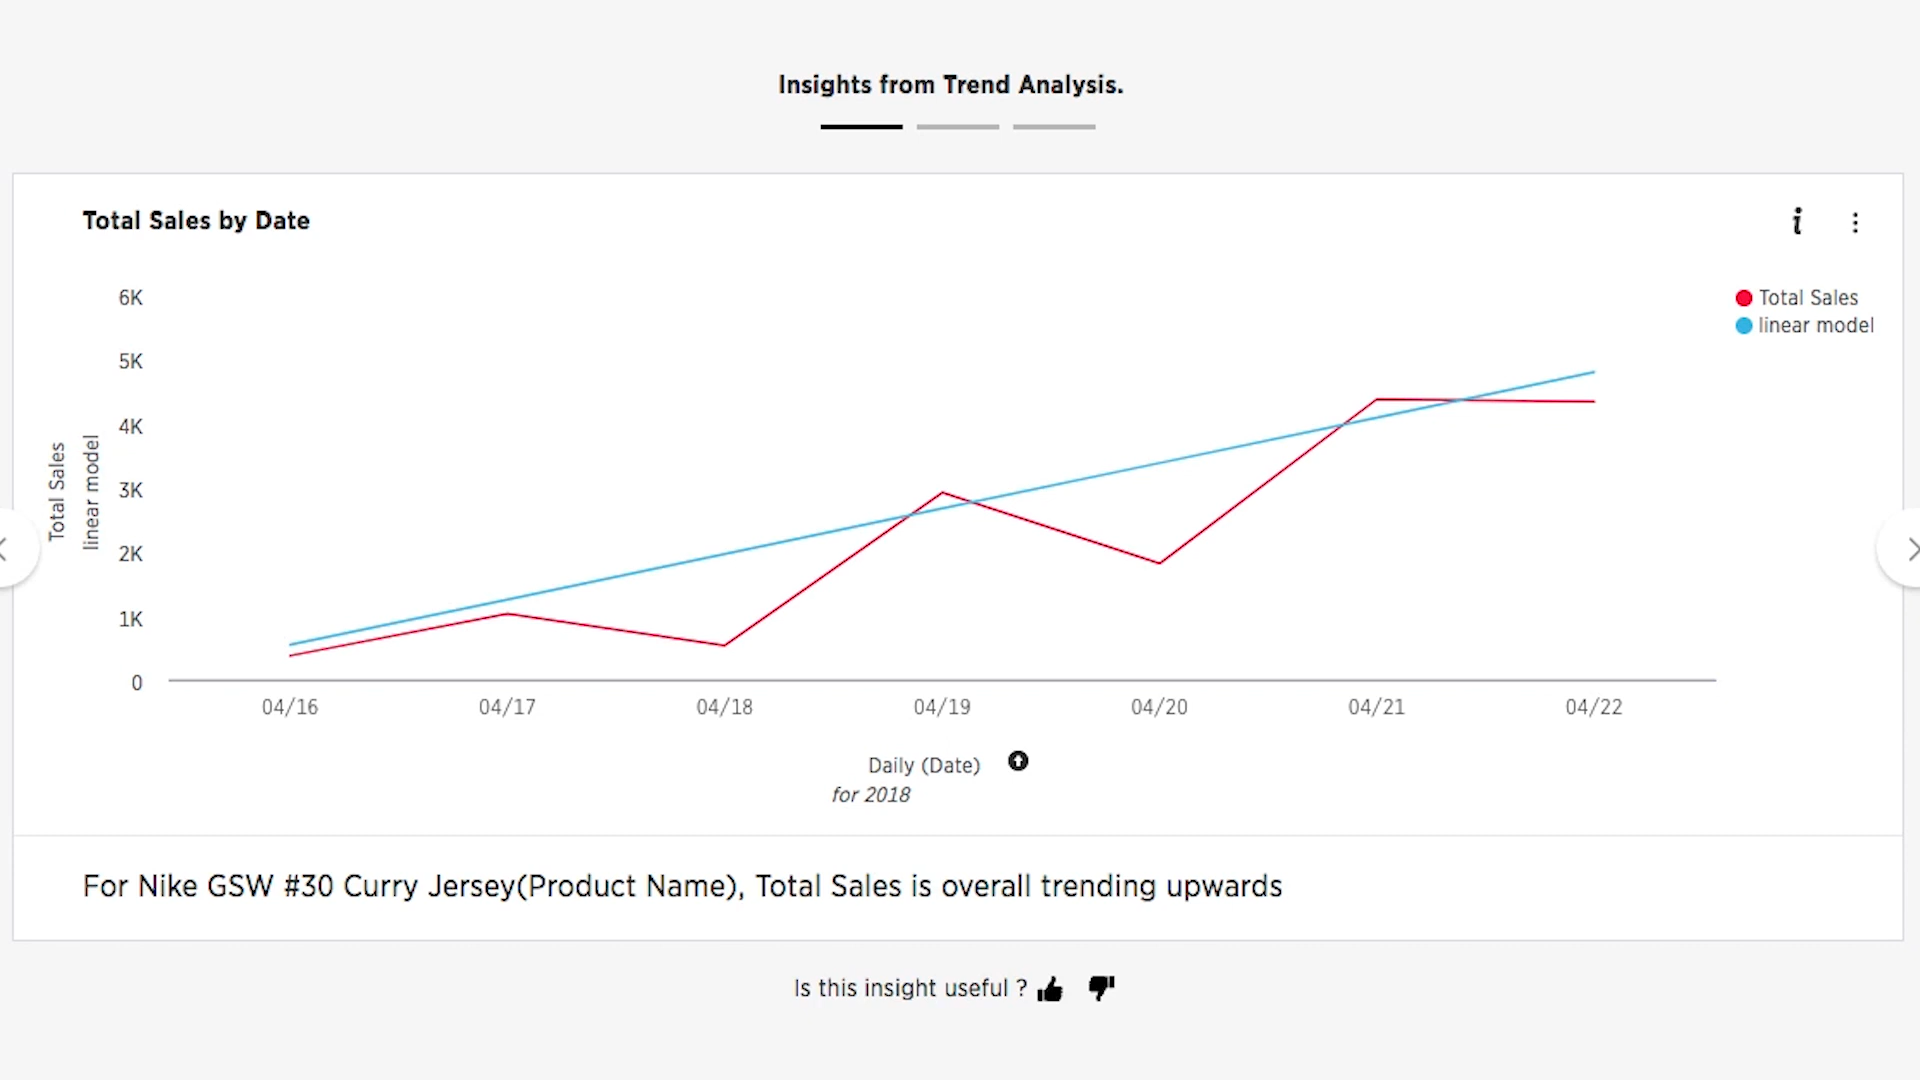 Insights from Trend Analysis.
Total Sales by Date
i
Total Sales
linear model
6K
5K
4K
3K
2K
1K
0
Total Sales
linear model
04/16 04/17 04/18 04/19 04/20 04/21 04/22
Daily (Date)
for 2018
For Nike GSW #30 Curry Jersey(Product Name), Total Sales is overall trending upwards
Is this insight useful ?